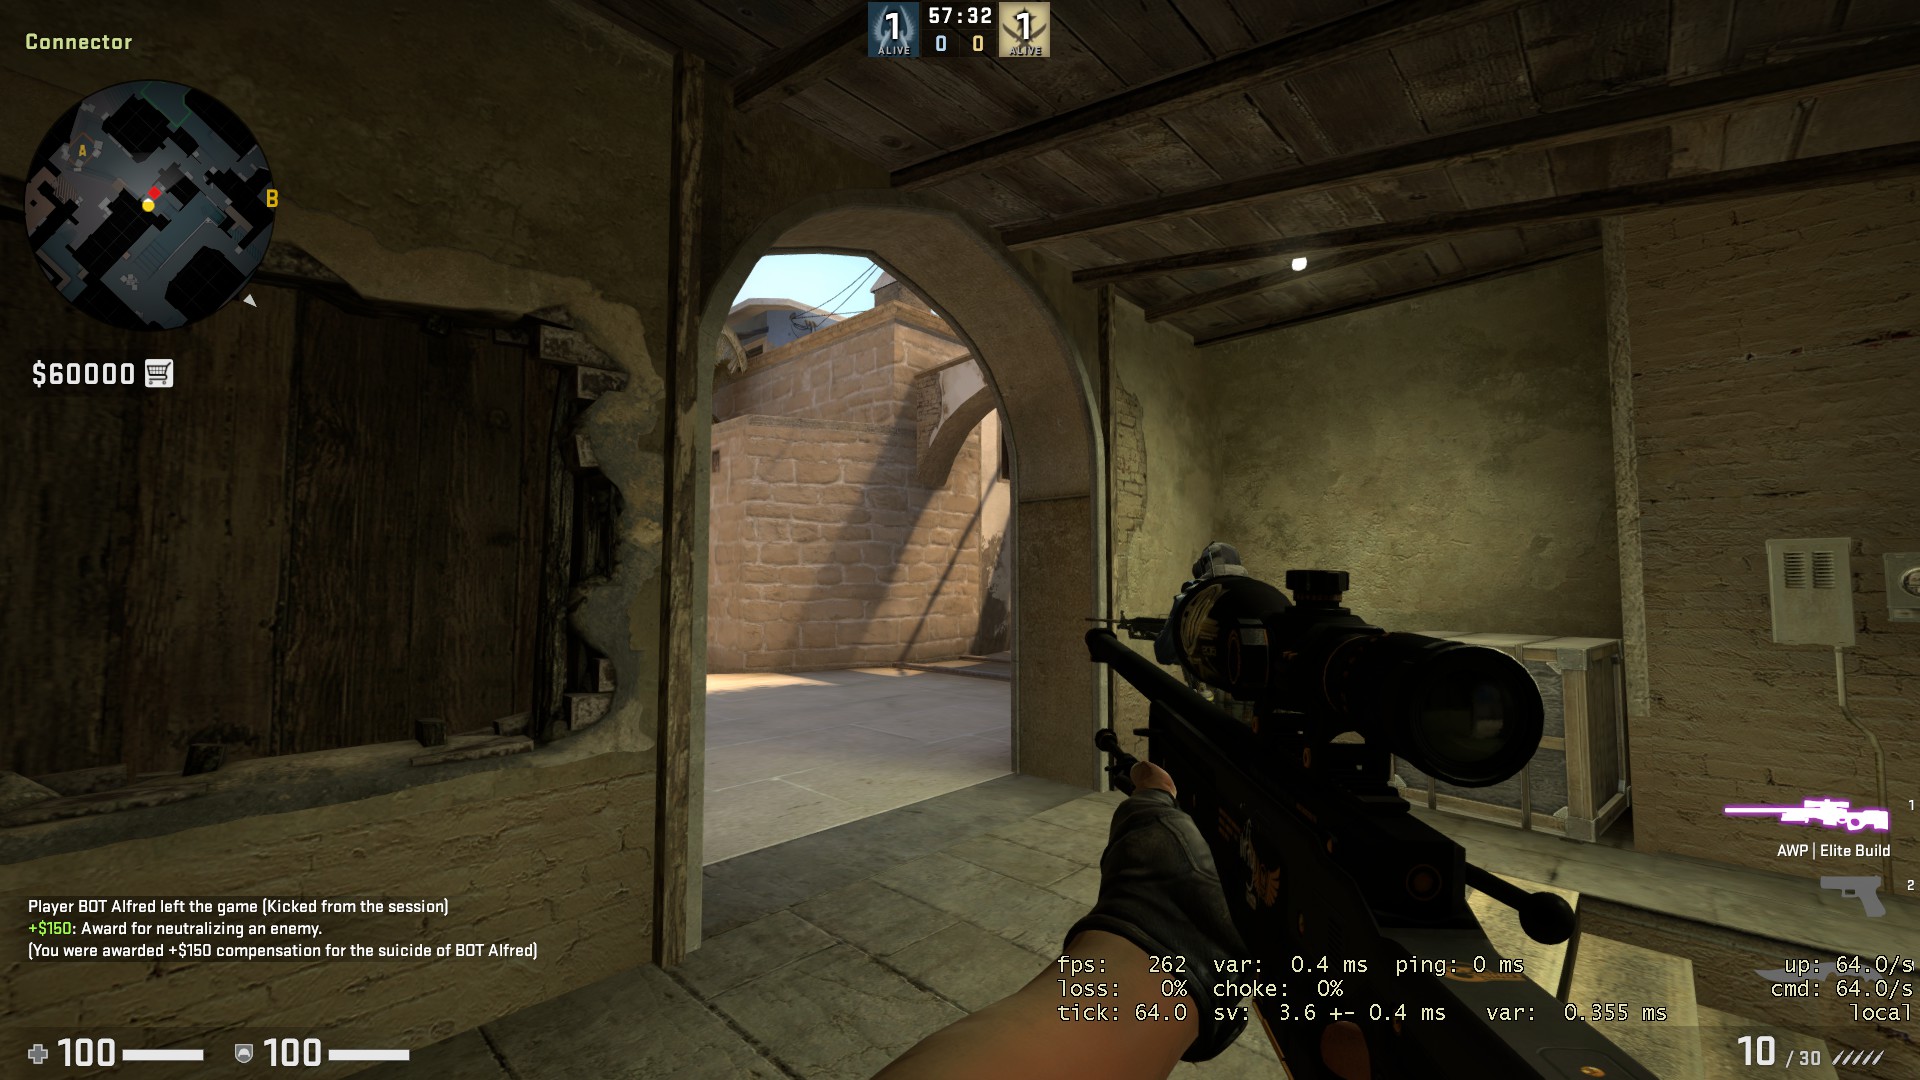 Connector
1 57:32 1
ALIVE 0 0 ALIVE
A
B
$60000
1
AWP | Elite Build
2
Player BOT Alfred left the game (Kicked from the session)
+$150: Award for neutralizing an enemy.
(You were awarded +$150 compensation for the suicide of BOT Alfred)
fps: 262 var: 0.4 ms ping: 0 ms up: 64.0/s
loss: 0% choke: 0% cmd: 64.0/s
tick: 64.0 sv: 3.6 +- 0.4 ms var: 0.355 ms local
100 100 10 / 30